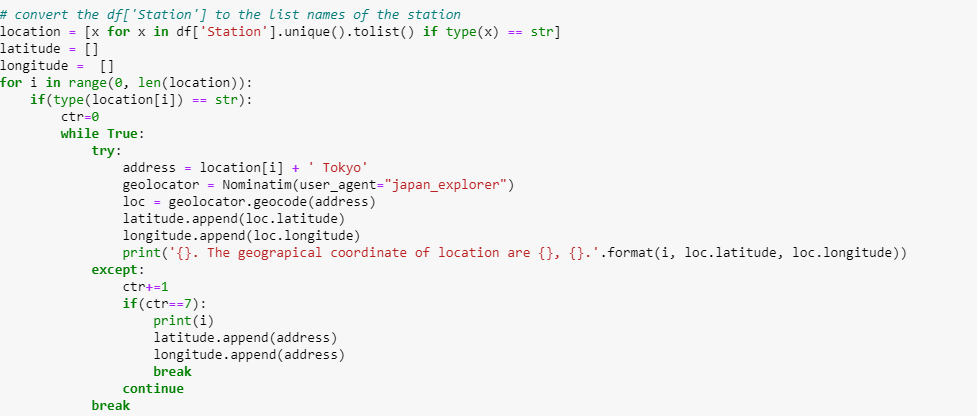 # convert the df['Station'] to the List names of the station
location = [x for x in df['Station'].unique().tolist() if type(x) == str]
latitude = []
longitude =  []
for i in range(0, len(location)):
    if(type(location[i]) == str):
        ctr=0
        while True:
            try:
                address = location[i] + ' Tokyo'
                geolocator = Nominatim(user_agent="japan_explorer")
                loc = geolocator.geocode(address)
                latitude.append(loc.latitude)
                longitude.append(loc.longitude)
                print('{}. The geograpical coordinate of location are {}, {}.'.format(i, loc.latitude, loc.longitude))
            except:
                ctr+=1
                if(ctr==7):
                    print(i)
                    latitude.append(address)
                    longitude.append(address)
                    break
                continue
            break